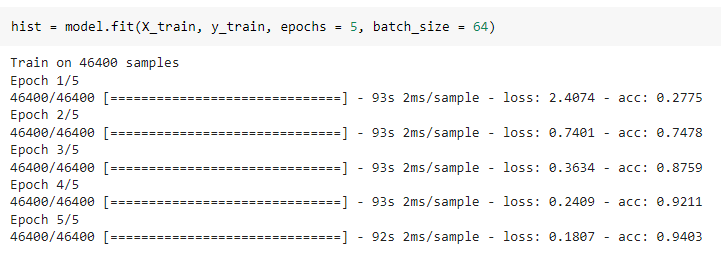 hist = model.fit(X_train, y_train, epochs = 5, batch_size = 64)
Train on 46400 samples
Epoch 1/5
46400/46400 [==============================] - 93s 2ms/sample - loss: 2.4074 - acc: 0.2775
Epoch 2/5
46400/46400 [==============================] - 93s 2ms/sample - loss: 0.7401 - acc: 0.7478
Epoch 3/5
46400/46400 [==============================] - 93s 2ms/sample - loss: 0.3634 - acc: 0.8759
Epoch 4/5
46400/46400 [==============================] - 93s 2ms/sample - loss: 0.2409 - acc: 0.9211
Epoch 5/5
46400/46400 [==============================] - 92s 2ms/sample - loss: 0.1807 - acc: 0.9403